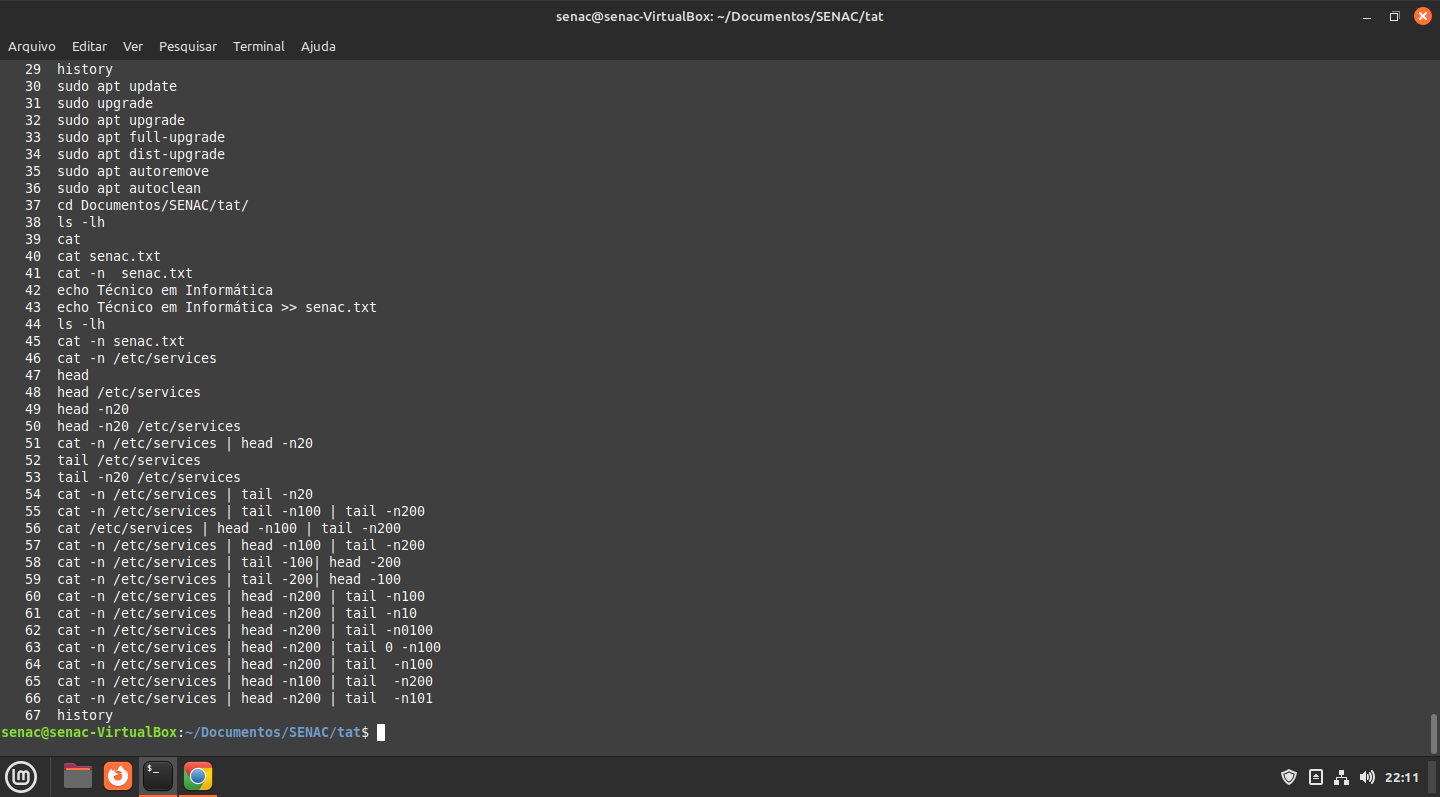 senac@senac-VirtualBox: ~/Documentos/SENAC/tat
Arquivo Editar Ver Pesquisar Terminal Ajuda
29 history
30 sudo apt update
31 sudo upgrade
32 sudo apt upgrade
33 sudo apt full-upgrade
34 sudo apt dist-upgrade
35 sudo apt autoremove
36 sudo apt autoclean
37 cd Documentos/SENAC/tat/
38 ls -lh
39 cat
40 cat senac.txt
41 cat -n  senac.txt
42 echo Técnico em Informática
43 echo Técnico em Informática >> senac.txt
44 ls -lh
45 cat -n senac.txt
46 cat -n /etc/services
47 head
48 head /etc/services
49 head -n20
50 head -n20 /etc/services
51 cat -n /etc/services | head -n20
52 tail /etc/services
53 tail -n20 /etc/services
54 cat -n /etc/services | tail -n20
55 cat -n /etc/services | tail -n100 | tail -n200
56 cat /etc/services | head -n100 | tail -n200
57 cat -n /etc/services | head -n100 | tail -n200
58 cat -n /etc/services | tail -100| head -200
59 cat -n /etc/services | tail -200| head -100
60 cat -n /etc/services | head -n200 | tail -n100
61 cat -n /etc/services | head -n200 | tail -n10
62 cat -n /etc/services | head -n200 | tail -n0100
63 cat -n /etc/services | head -n200 | tail 0 -n100
64 cat -n /etc/services | head -n200 | tail  -n100
65 cat -n /etc/services | head -n100 | tail  -n200
66 cat -n /etc/services | head -n200 | tail  -n101
67 history
senac@senac-VirtualBox:~/Documentos/SENAC/tat$
$_
22:11